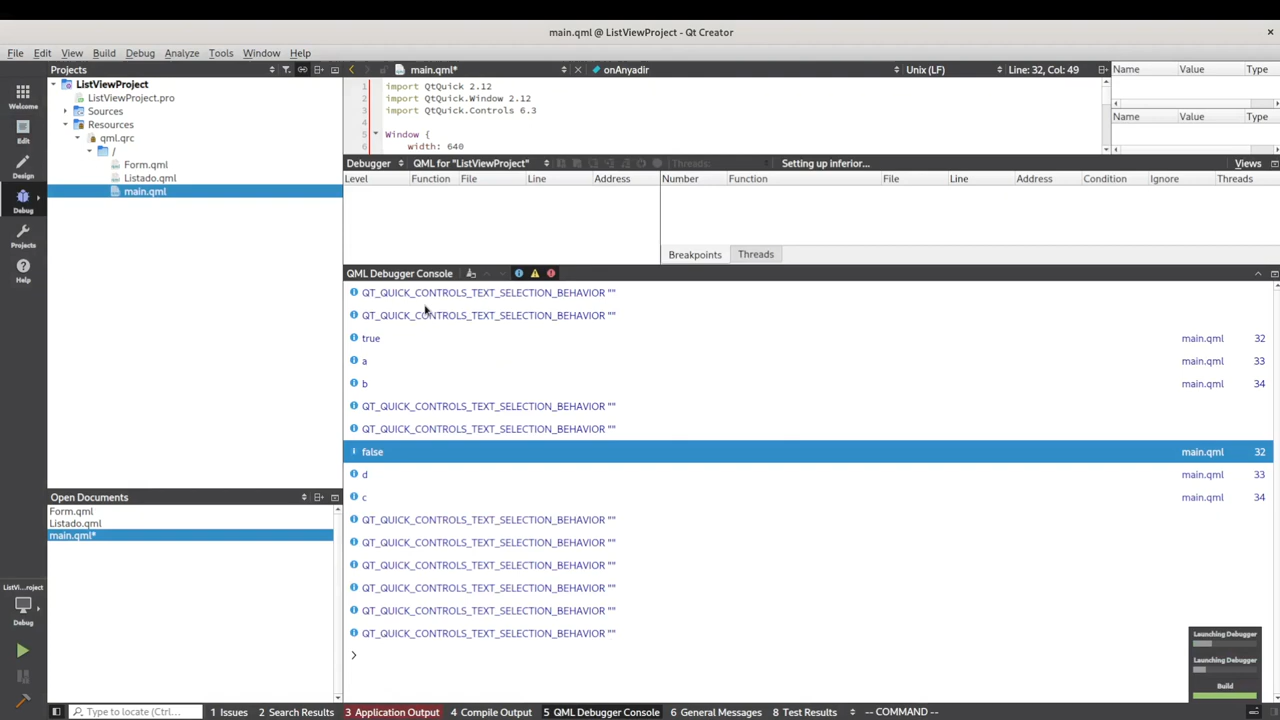 main.qml @ ListViewProject - Qt Creator
File Edit View Build Debug Analyze Tools Window Help
Projects
main.qml*
onAnyadir
Unix (LF)
Line: 32, Col: 49
Name Value Type
Welcome
Edit
Design
Debug
Projects
Help
ListViewProject
ListViewProject.pro
Sources
Resources
qml.qrc
/
Form.qml
Listado.qml
main.qml
1 import QtQuick 2.12
2 import QtQuick.Window 2.12
3 import QtQuick.Controls 6.3
4
5 Window {
6 width: 640
Name Value Type
Debugger QML for "ListViewProject" Threads: Setting up inferior... Views
Level Function File Line Address
Number Function File Line Address Condition Ignore Threads
Breakpoints Threads
QML Debugger Console
QT_QUICK_CONTROLS_TEXT_SELECTION_BEHAVIOR ""
QT_QUICK_CONTROLS_TEXT_SELECTION_BEHAVIOR ""
true main.qml 32
a main.qml 33
b main.qml 34
QT_QUICK_CONTROLS_TEXT_SELECTION_BEHAVIOR ""
QT_QUICK_CONTROLS_TEXT_SELECTION_BEHAVIOR ""
false main.qml 32
d main.qml 33
c main.qml 34
QT_QUICK_CONTROLS_TEXT_SELECTION_BEHAVIOR ""
QT_QUICK_CONTROLS_TEXT_SELECTION_BEHAVIOR ""
QT_QUICK_CONTROLS_TEXT_SELECTION_BEHAVIOR ""
QT_QUICK_CONTROLS_TEXT_SELECTION_BEHAVIOR ""
QT_QUICK_CONTROLS_TEXT_SELECTION_BEHAVIOR ""
QT_QUICK_CONTROLS_TEXT_SELECTION_BEHAVIOR ""
>
Open Documents
Form.qml
Listado.qml
main.qml*
ListVi...roject
Debug
Launching Debugger
Launching Debugger
Build
Type to locate (Ctrl...
1 Issues 2 Search Results 3 Application Output 4 Compile Output 5 QML Debugger Console 6 General Messages 8 Test Results -- COMMAND --